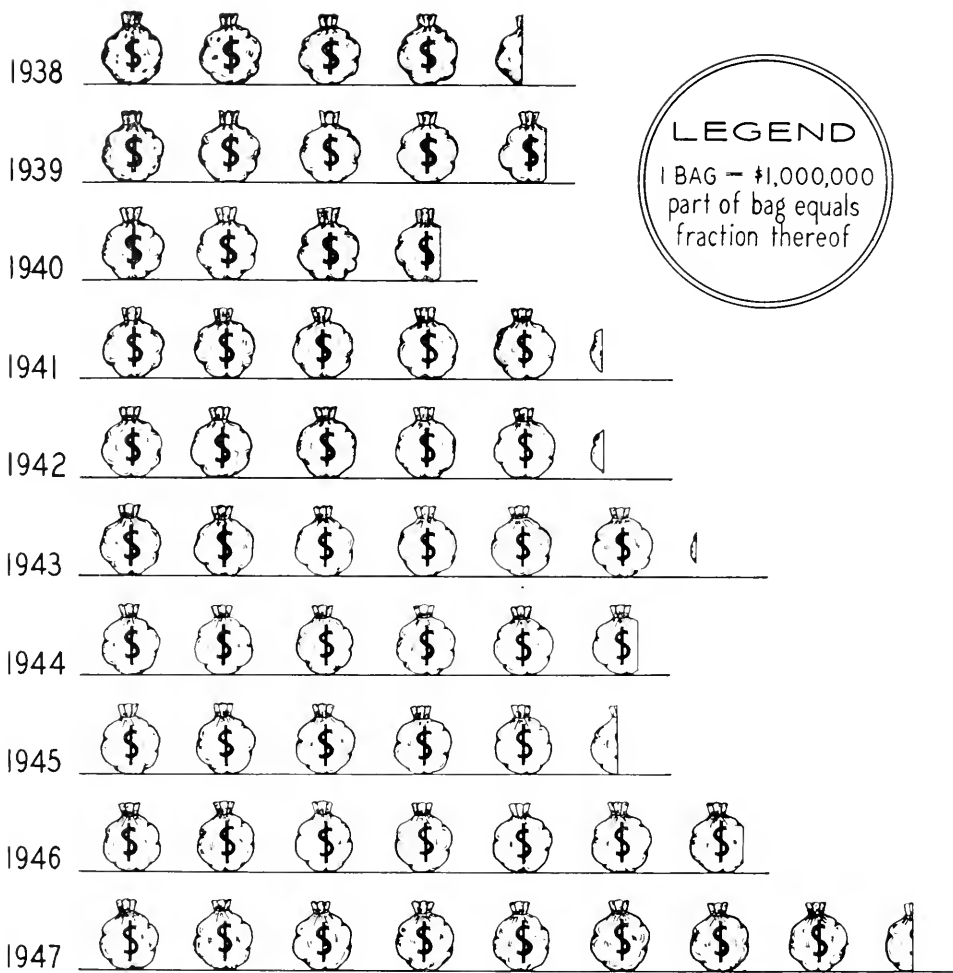 1938 $ $ $ $
1939 $ $ $ $ $
LEGEND
1 BAG — $1,000,000
part of bag equals
fraction thereof
1940 $ $ $ $
1941 $ $ $ $ $
1942 $ $ $ $ $
1943 $ $ $ $ $ $
1944 $ $ $ $ $ $
1945 $ $ $ $ $
1946 $ $ $ $ $ $ $
1947 $ $ $ $ $ $ $ $